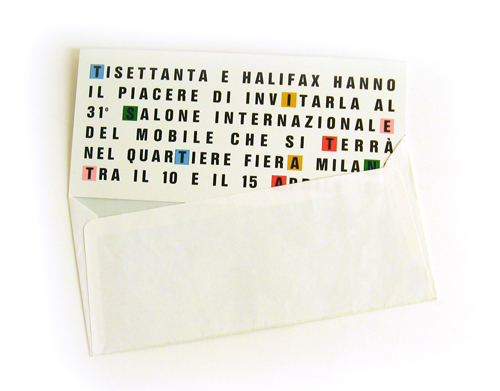 TISETTANTA E HALIFAX HANNO
IL PIACERE DI INVITARLA AL
31° SALONE INTERNAZIONALE
DEL MOBILE CHE SI TERRÀ
NEL QUARTIERE FIERA MILANO
TRA IL 10 E IL 15